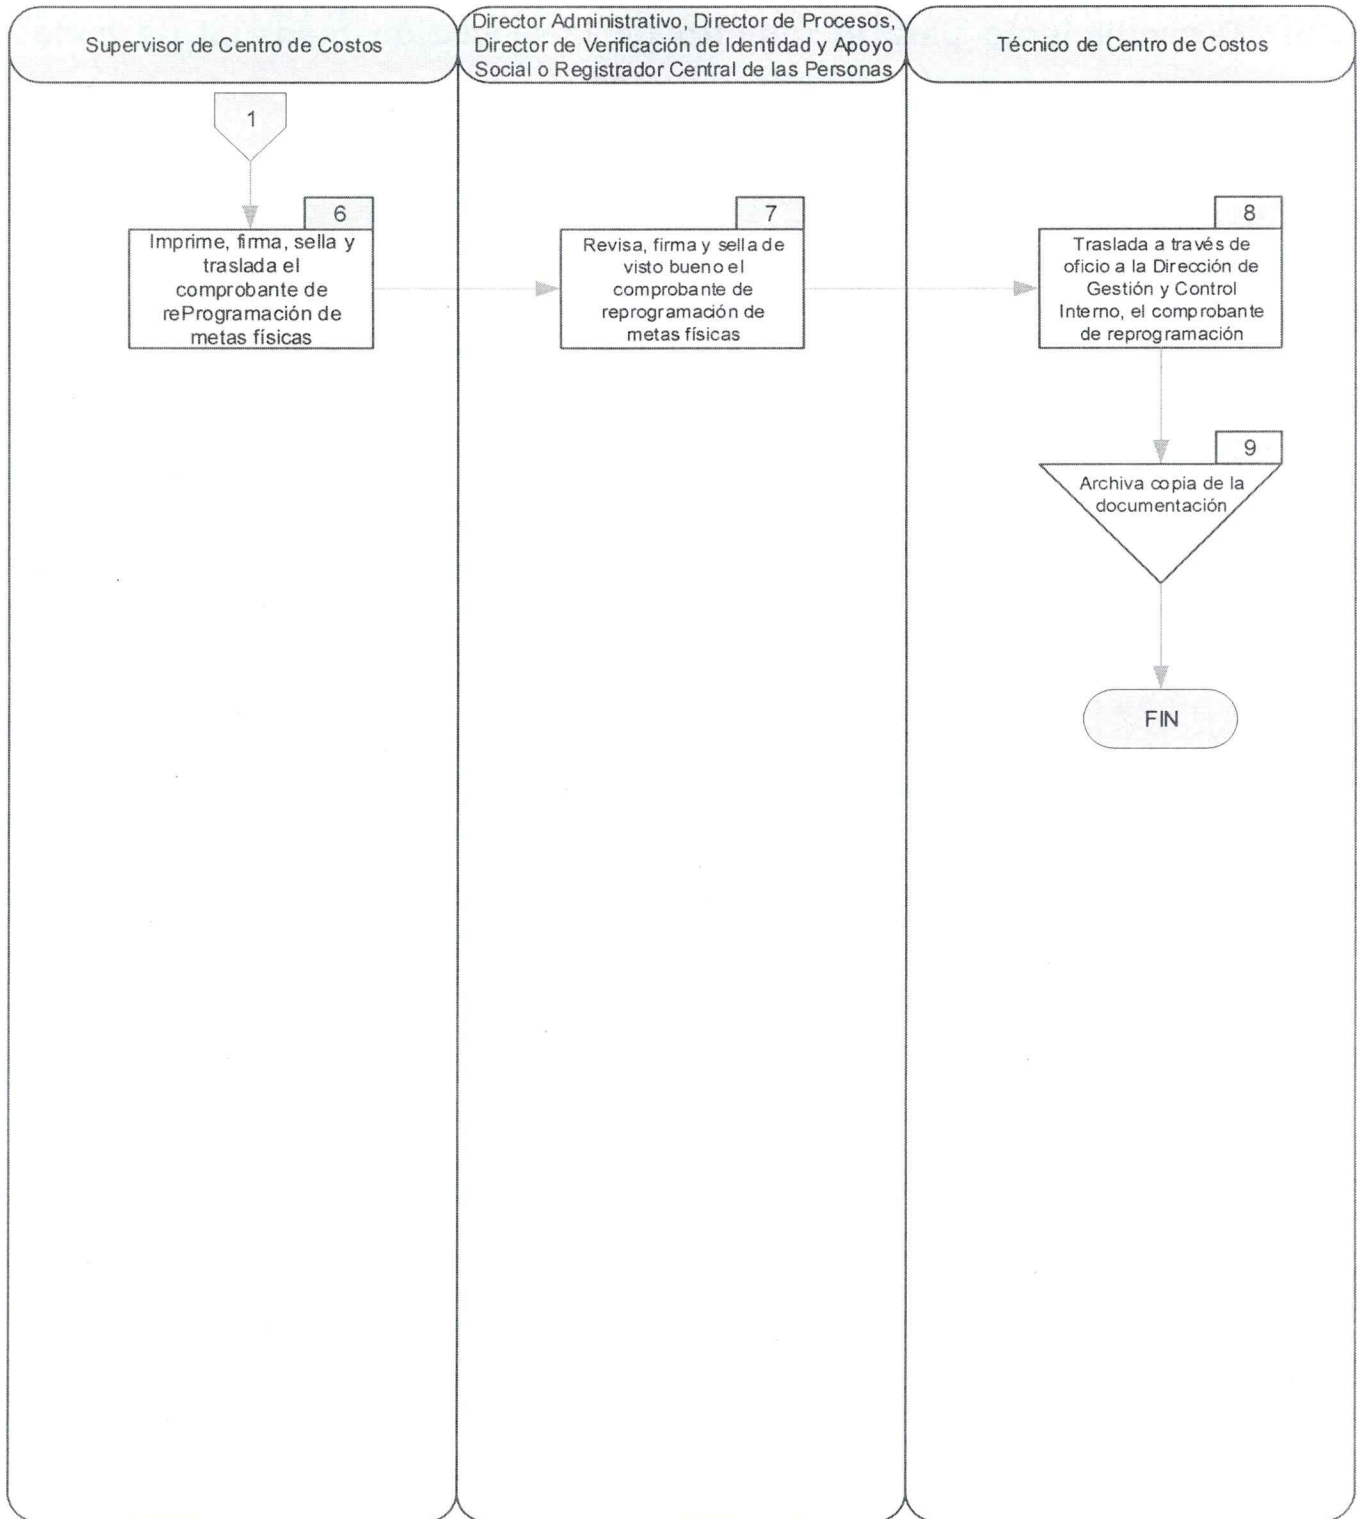 Supervisor de Centro de Costos
Director Administrativo, Director de Procesos,
Director de Verificación de Identidad y Apoyo
Social o Registrador Central de las Personas
Técnico de Centro de Costos
1
6
Imprime, firma, sella y
traslada el
comprobante de
reProgramación de
metas físicas
7
Revisa, firma y sella de
visto bueno el
comprobante de
reprogramación de
metas físicas
8
Traslada a través de
oficio a la Dirección de
Gestión y Control
Interno, el comprobante
de reprogramación
9
Archiva copia de la
documentación
FIN